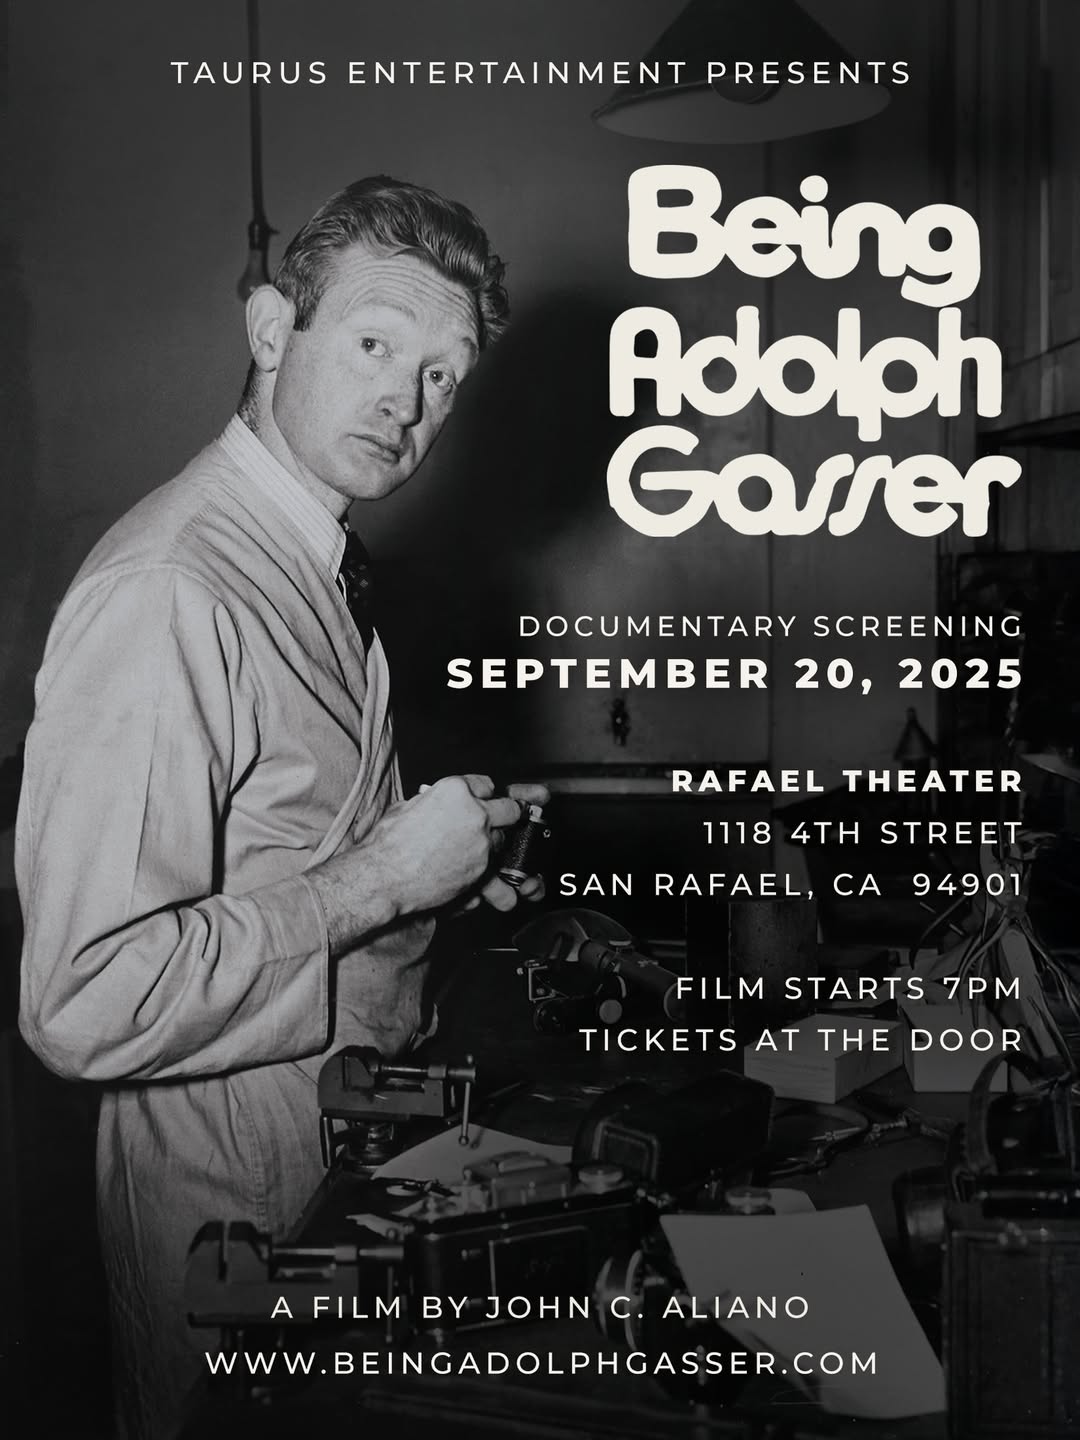 TAURUS ENTERTAINMENT PRESENTS
Being
Adolph
Gasser
DOCUMENTARY SCREENING
SEPTEMBER 20, 2025
RAFAEL THEATER
1118 4TH STREET
SAN RAFAEL, CA 94901
FILM STARTS 7PM
TICKETS AT THE DOOR
A FILM BY JOHN C. ALIANO
WWW.BEINGADOLPHGASSER.COM